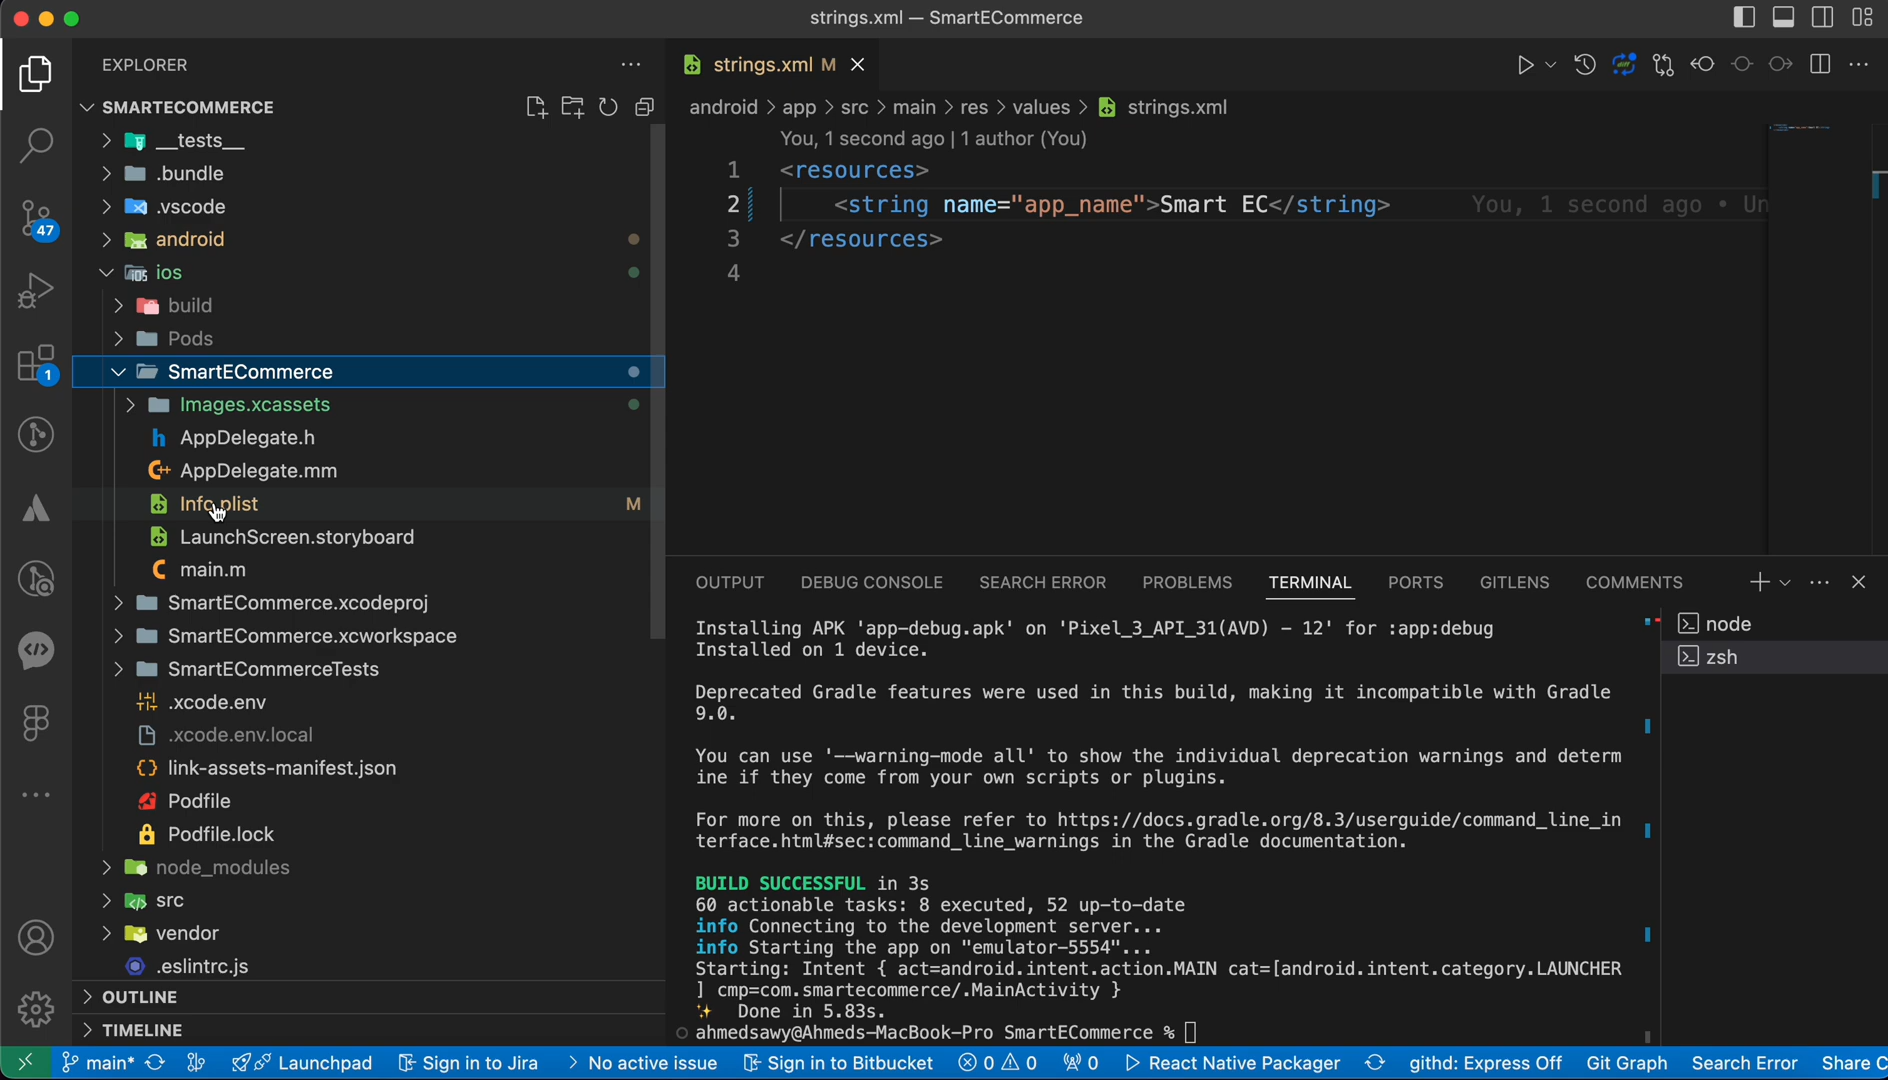 strings.xml — SmartECommerce
EXPLORER
SMARTECOMMERCE
__tests__
.bundle
.vscode
android
ios
build
Pods
SmartECommerce
Images.xcassets
h AppDelegate.h
AppDelegate.mm
Info.plist M
LaunchScreen.storyboard
main.m
SmartECommerce.xcodeproj
SmartECommerce.xcworkspace
SmartECommerceTests
.xcode.env
.xcode.env.local
link-assets-manifest.json
Podfile
Podfile.lock
node_modules
src
vendor
.eslintrc.js
OUTLINE
TIMELINE
47
1
strings.xml M
android > app > src > main > res > values > strings.xml
You, 1 second ago | 1 author (You)
1 <resources>
2 <string name="app_name">Smart EC</string> You, 1 second ago • Un
3 </resources>
4
OUTPUT DEBUG CONSOLE SEARCH ERROR PROBLEMS TERMINAL PORTS GITLENS COMMENTS
Installing APK 'app-debug.apk' on 'Pixel_3_API_31(AVD) - 12' for :app:debug
Installed on 1 device.
Deprecated Gradle features were used in this build, making it incompatible with Gradle
9.0.
You can use '--warning-mode all' to show the individual deprecation warnings and determ
ine if they come from your own scripts or plugins.
For more on this, please refer to https://docs.gradle.org/8.3/userguide/command_line_in
terface.html#sec:command_line_warnings in the Gradle documentation.
BUILD SUCCESSFUL in 3s
60 actionable tasks: 8 executed, 52 up-to-date
info Connecting to the development server...
info Starting the app on "emulator-5554"...
Starting: Intent { act=android.intent.action.MAIN cat=[android.intent.category.LAUNCHER
] cmp=com.smartecommerce/.MainActivity }
✨ Done in 5.83s.
ahmedsawy@Ahmeds-MacBook-Pro SmartECommerce %
node
zsh
main* Launchpad Sign in to Jira No active issue Sign in to Bitbucket 0 0 0 React Native Packager githd: Express Off Git Graph Search Error Share C